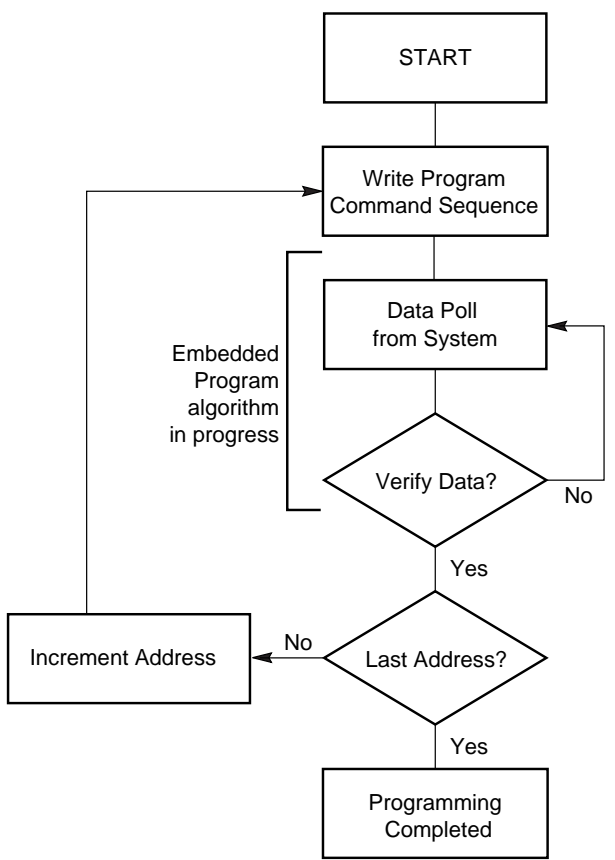 START
Write Program
Command Sequence
Data Poll
from System
Embedded
Program
algorithm
in progress
Verify Data?
No
Yes
Increment Address
No
Last Address?
Yes
Programming
Completed